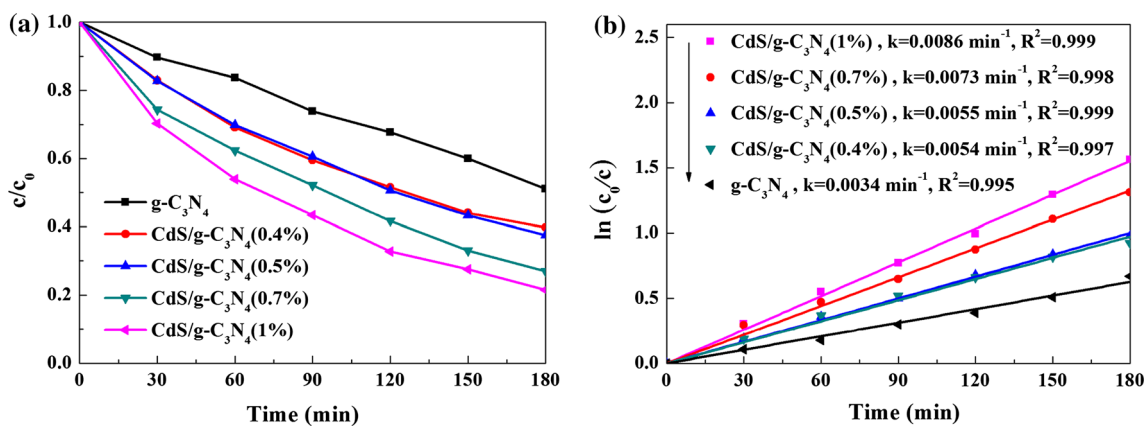 (a)
1.0
0.8
0.6
0.4
0.2
0.0
c/c₀
g-C₃N₄
CdS/g-C₃N₄(0.4%)
CdS/g-C₃N₄(0.5%)
CdS/g-C₃N₄(0.7%)
CdS/g-C₃N₄(1%)
0 30 60 90 120 150 180
Time (min)
(b)
2.5
2.0
1.5
1.0
0.5
0.0
ln (c₀/c)
CdS/g-C₃N₄(1%) , k=0.0086 min⁻¹, R²=0.999
CdS/g-C₃N₄(0.7%) , k=0.0073 min⁻¹, R²=0.998
CdS/g-C₃N₄(0.5%) , k=0.0055 min⁻¹, R²=0.999
CdS/g-C₃N₄(0.4%) , k=0.0054 min⁻¹, R²=0.997
g-C₃N₄ , k=0.0034 min⁻¹, R²=0.995
0 30 60 90 120 150 180
Time (min)